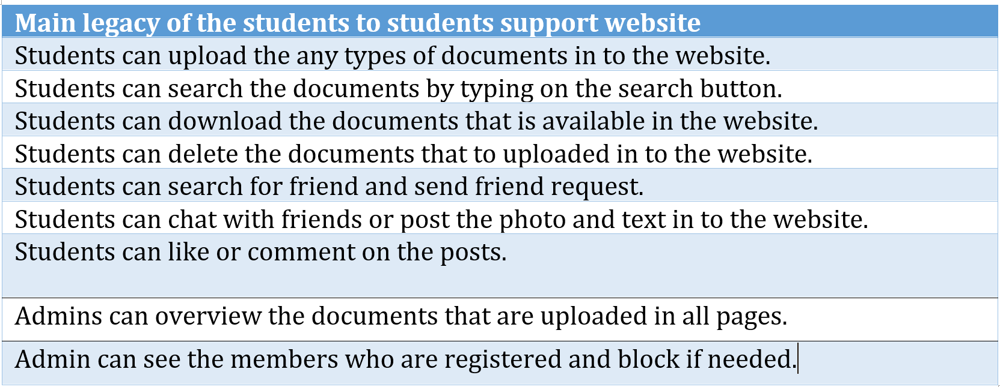 Main legacy of the students to students support website
Students can upload the any types of documents in to the website.
Students can search the documents by typing on the search button.
Students can download the documents that is available in the website.
Students can delete the documents that to uploaded in to the website.
Students can search for friend and send friend request.
Students can chat with friends or post the photo and text in to the website.
Students can like or comment on the posts.
Admins can overview the documents that are uploaded in all pages.
Admin can see the members who are registered and block if needed.